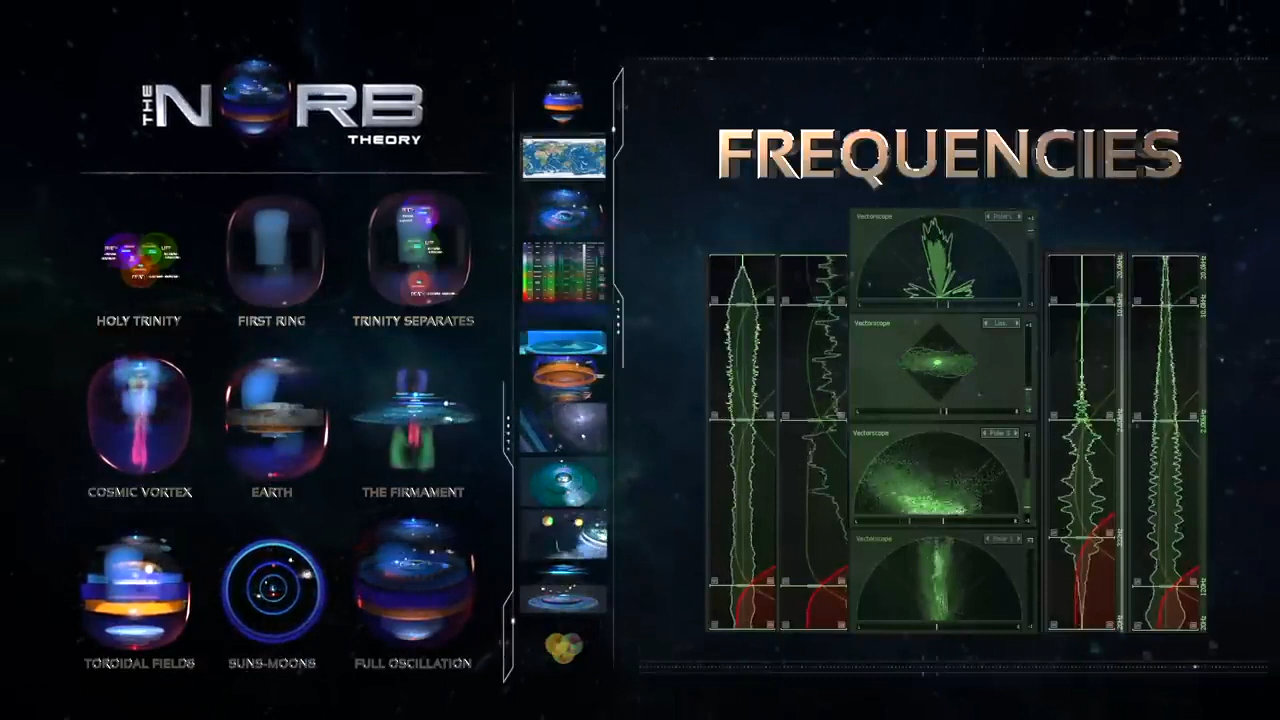 THE NORB
THEORY
HOLY TRINITY
FIRST RING
TRINITY SEPARATES
COSMIC VORTEX
EARTH
THE FIRMAMENT
TOROIDAL FIELDS
SUNS-MOONS
FULL OSCILLATION
FREQUENCIES
Vectorscope
Vectorscope
Vectorscope
Vectorscope